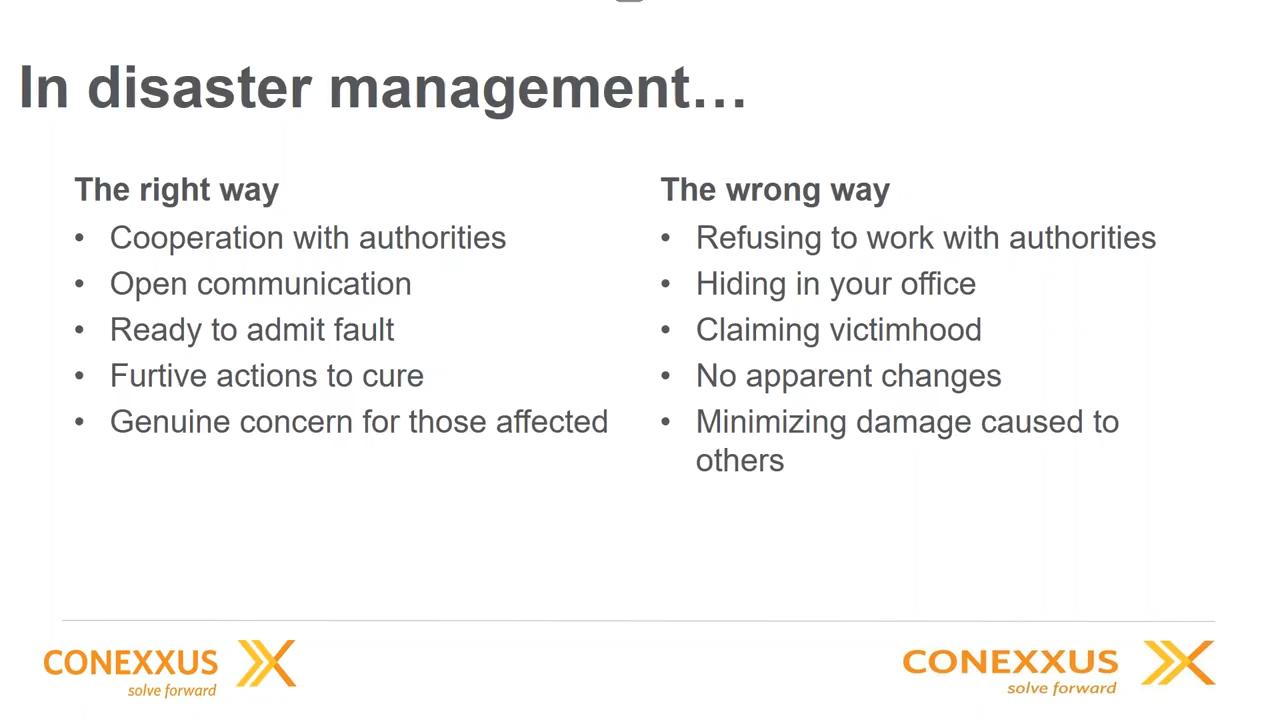 In disaster management…
The right way
• Cooperation with authorities
• Open communication
• Ready to admit fault
• Furtive actions to cure
• Genuine concern for those affected
The wrong way
• Refusing to work with authorities
• Hiding in your office
• Claiming victimhood
• No apparent changes
• Minimizing damage caused to
others
CONEXXUS
solve forward
CONEXXUS
solve forward